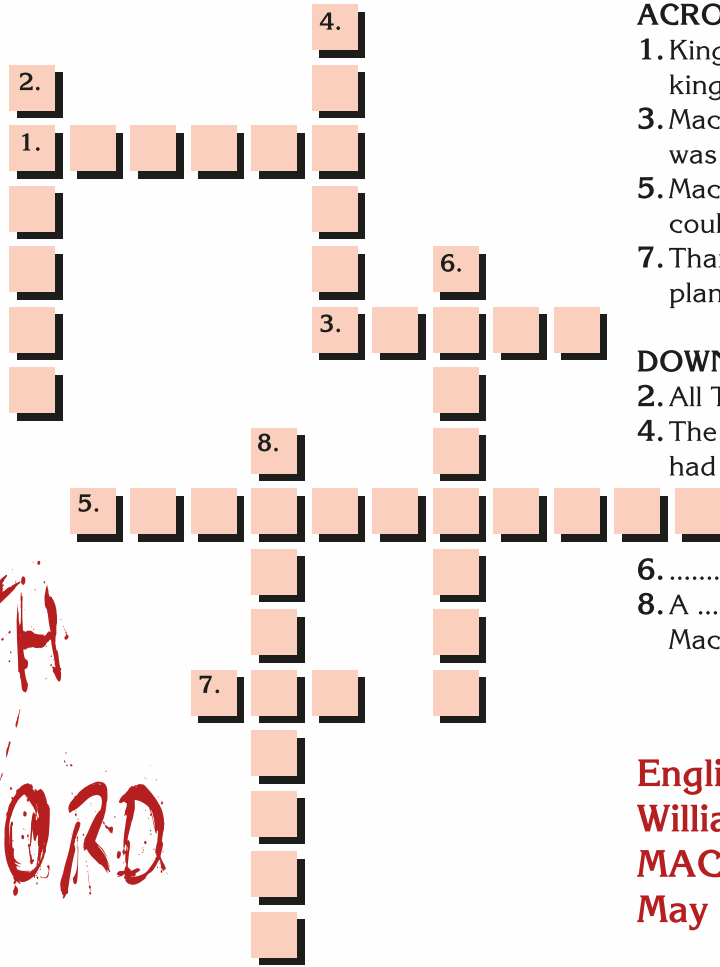 4.
2.
1.
6.
3.
8.
5.
7.
H
ORD
ACRO
1. King
king
3. Mac
was
5. Mac
coul
7. Tha
plan
DOWN
2. All T
4. The
had
6. ........
8. A ...
Mac
Engli
Willia
MAC
May